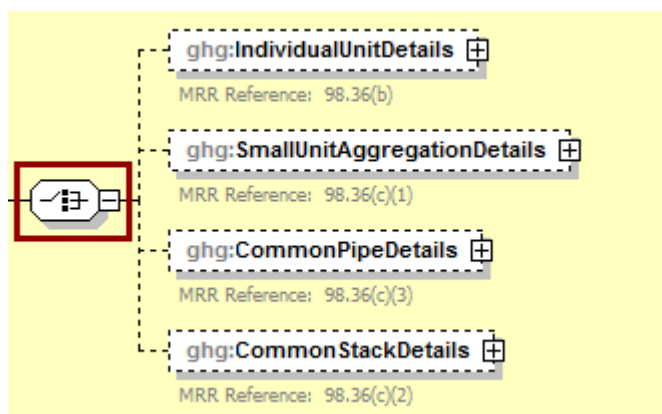 ghg:IndividualUnitDetails
MRR Reference: 98.36(b)
ghg:SmallUnitAggregationDetails
MRR Reference: 98.36(c)(1)
ghg:CommonPipeDetails
MRR Reference: 98.36(c)(3)
ghg:CommonStackDetails
MRR Reference: 98.36(c)(2)